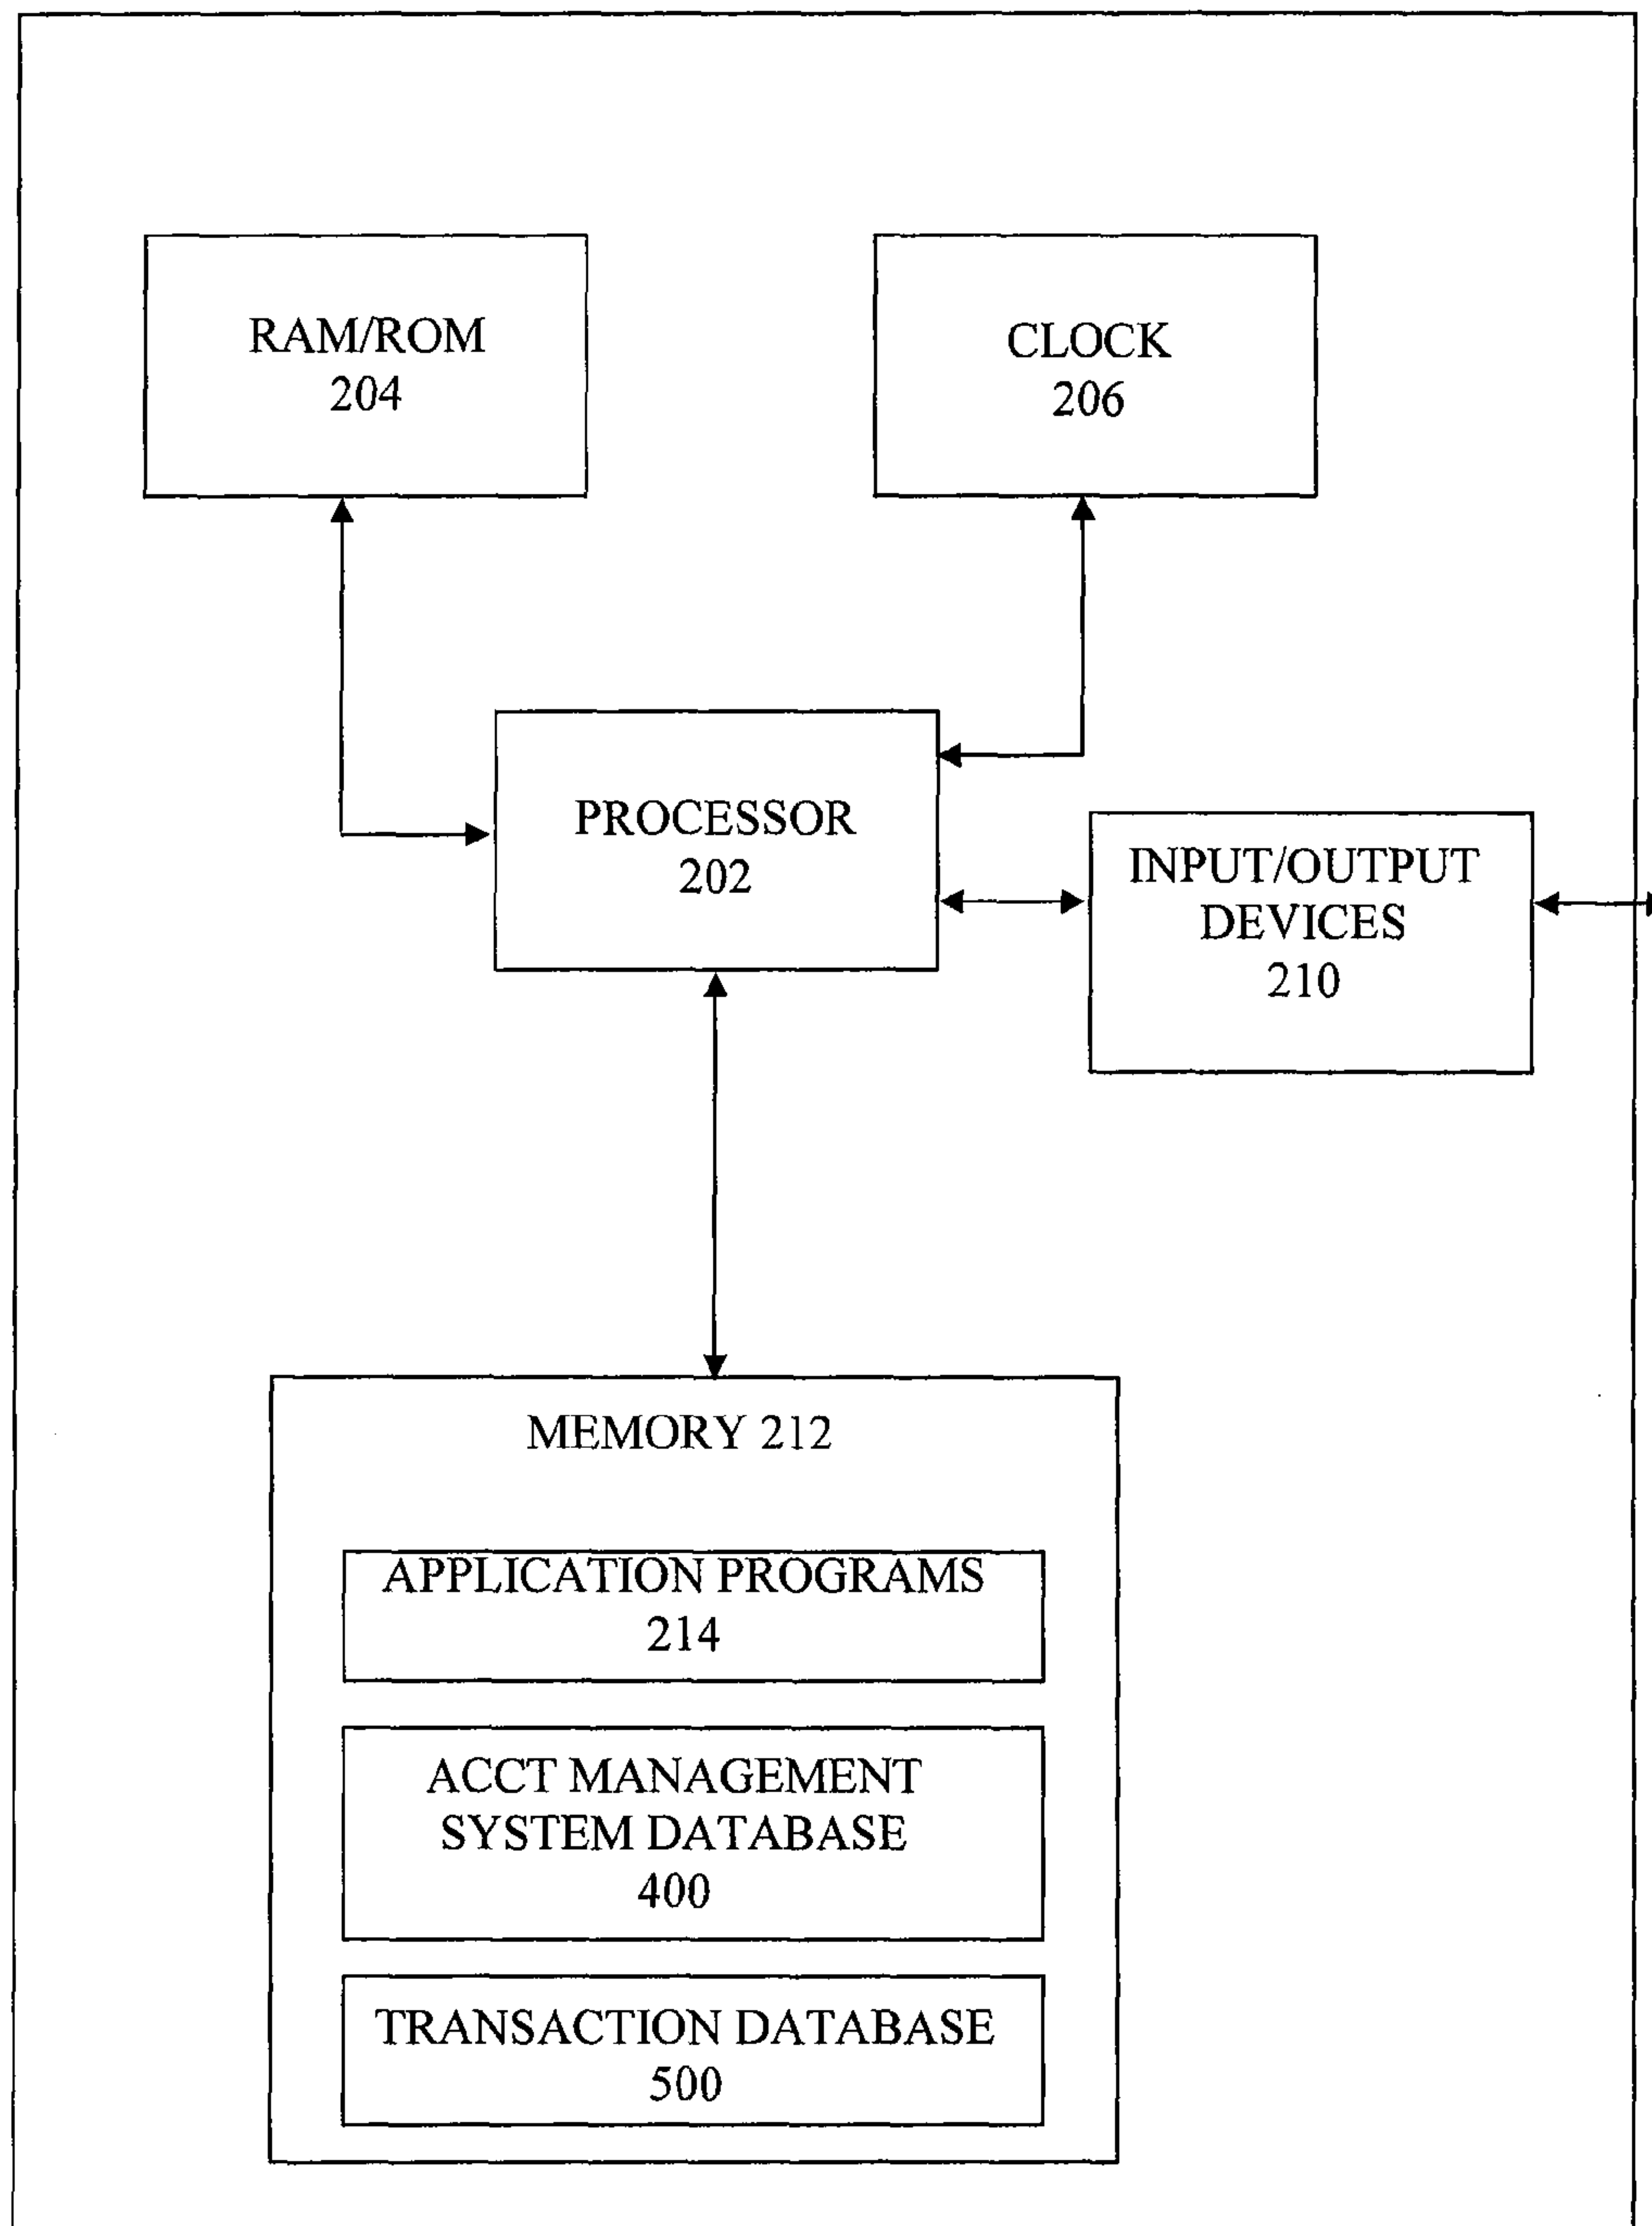 RAM/ROM
204
CLOCK
206
PROCESSOR
202
INPUT/OUTPUT
DEVICES
210
MEMORY 212
APPLICATION PROGRAMS
214
ACCT MANAGEMENT
SYSTEM DATABASE
400
TRANSACTION DATABASE
500